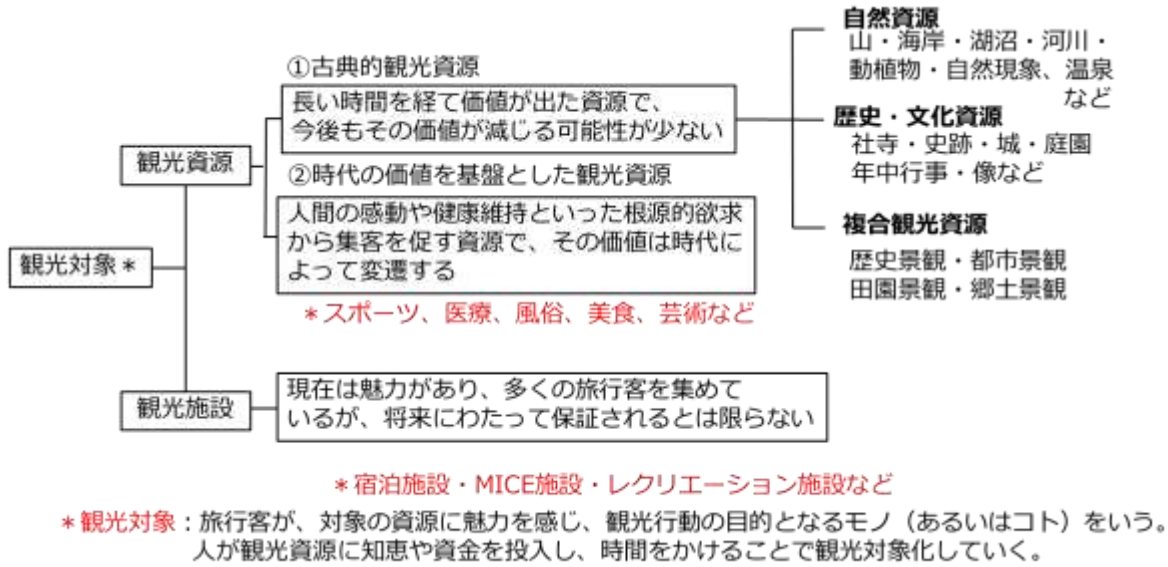 自然資源
山・海岸・湖沼・河川・
動植物・自然現象、温泉
など
①古典的観光資源
長い時間を経て価値が出た資源で、
今後もその価値が減じる可能性が少ない
歴史・文化資源
社寺・史跡・城・庭園
年中行事・像など
観光資源
②時代の価値を基盤とした観光資源
人間の感動や健康維持といった根源的欲求
から集客を促す資源で、その価値は時代に
よって変遷する
複合観光資源
歴史景観・都市景観
田園景観・郷土景観
観光対象＊
＊スポーツ、医療、風俗、美食、芸術など
観光施設
現在は魅力があり、多くの旅行客を集めて
いるが、将来にわたって保証されるとは限らない
＊宿泊施設・MICE施設・レクリエーション施設など
＊観光対象：旅行客が、対象の資源に魅力を感じ、観光行動の目的となるモノ（あるいはコト）をいう。
人が観光資源に知恵や資金を投入し、時間をかけることで観光対象化していく。